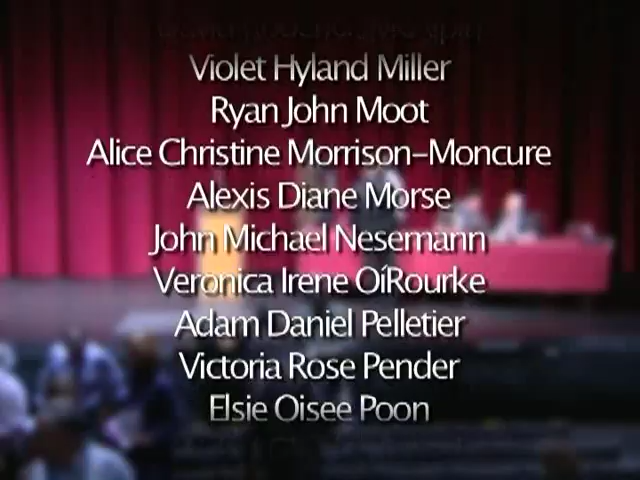 Violet Hyland Miller
Ryan John Moot
Alice Christine Morrison-Moncure
Alexis Diane Morse
John Michael Nesemann
Veronica Irene OíRourke
Adam Daniel Pelletier
Victoria Rose Pender
Elsie Oisee Poon